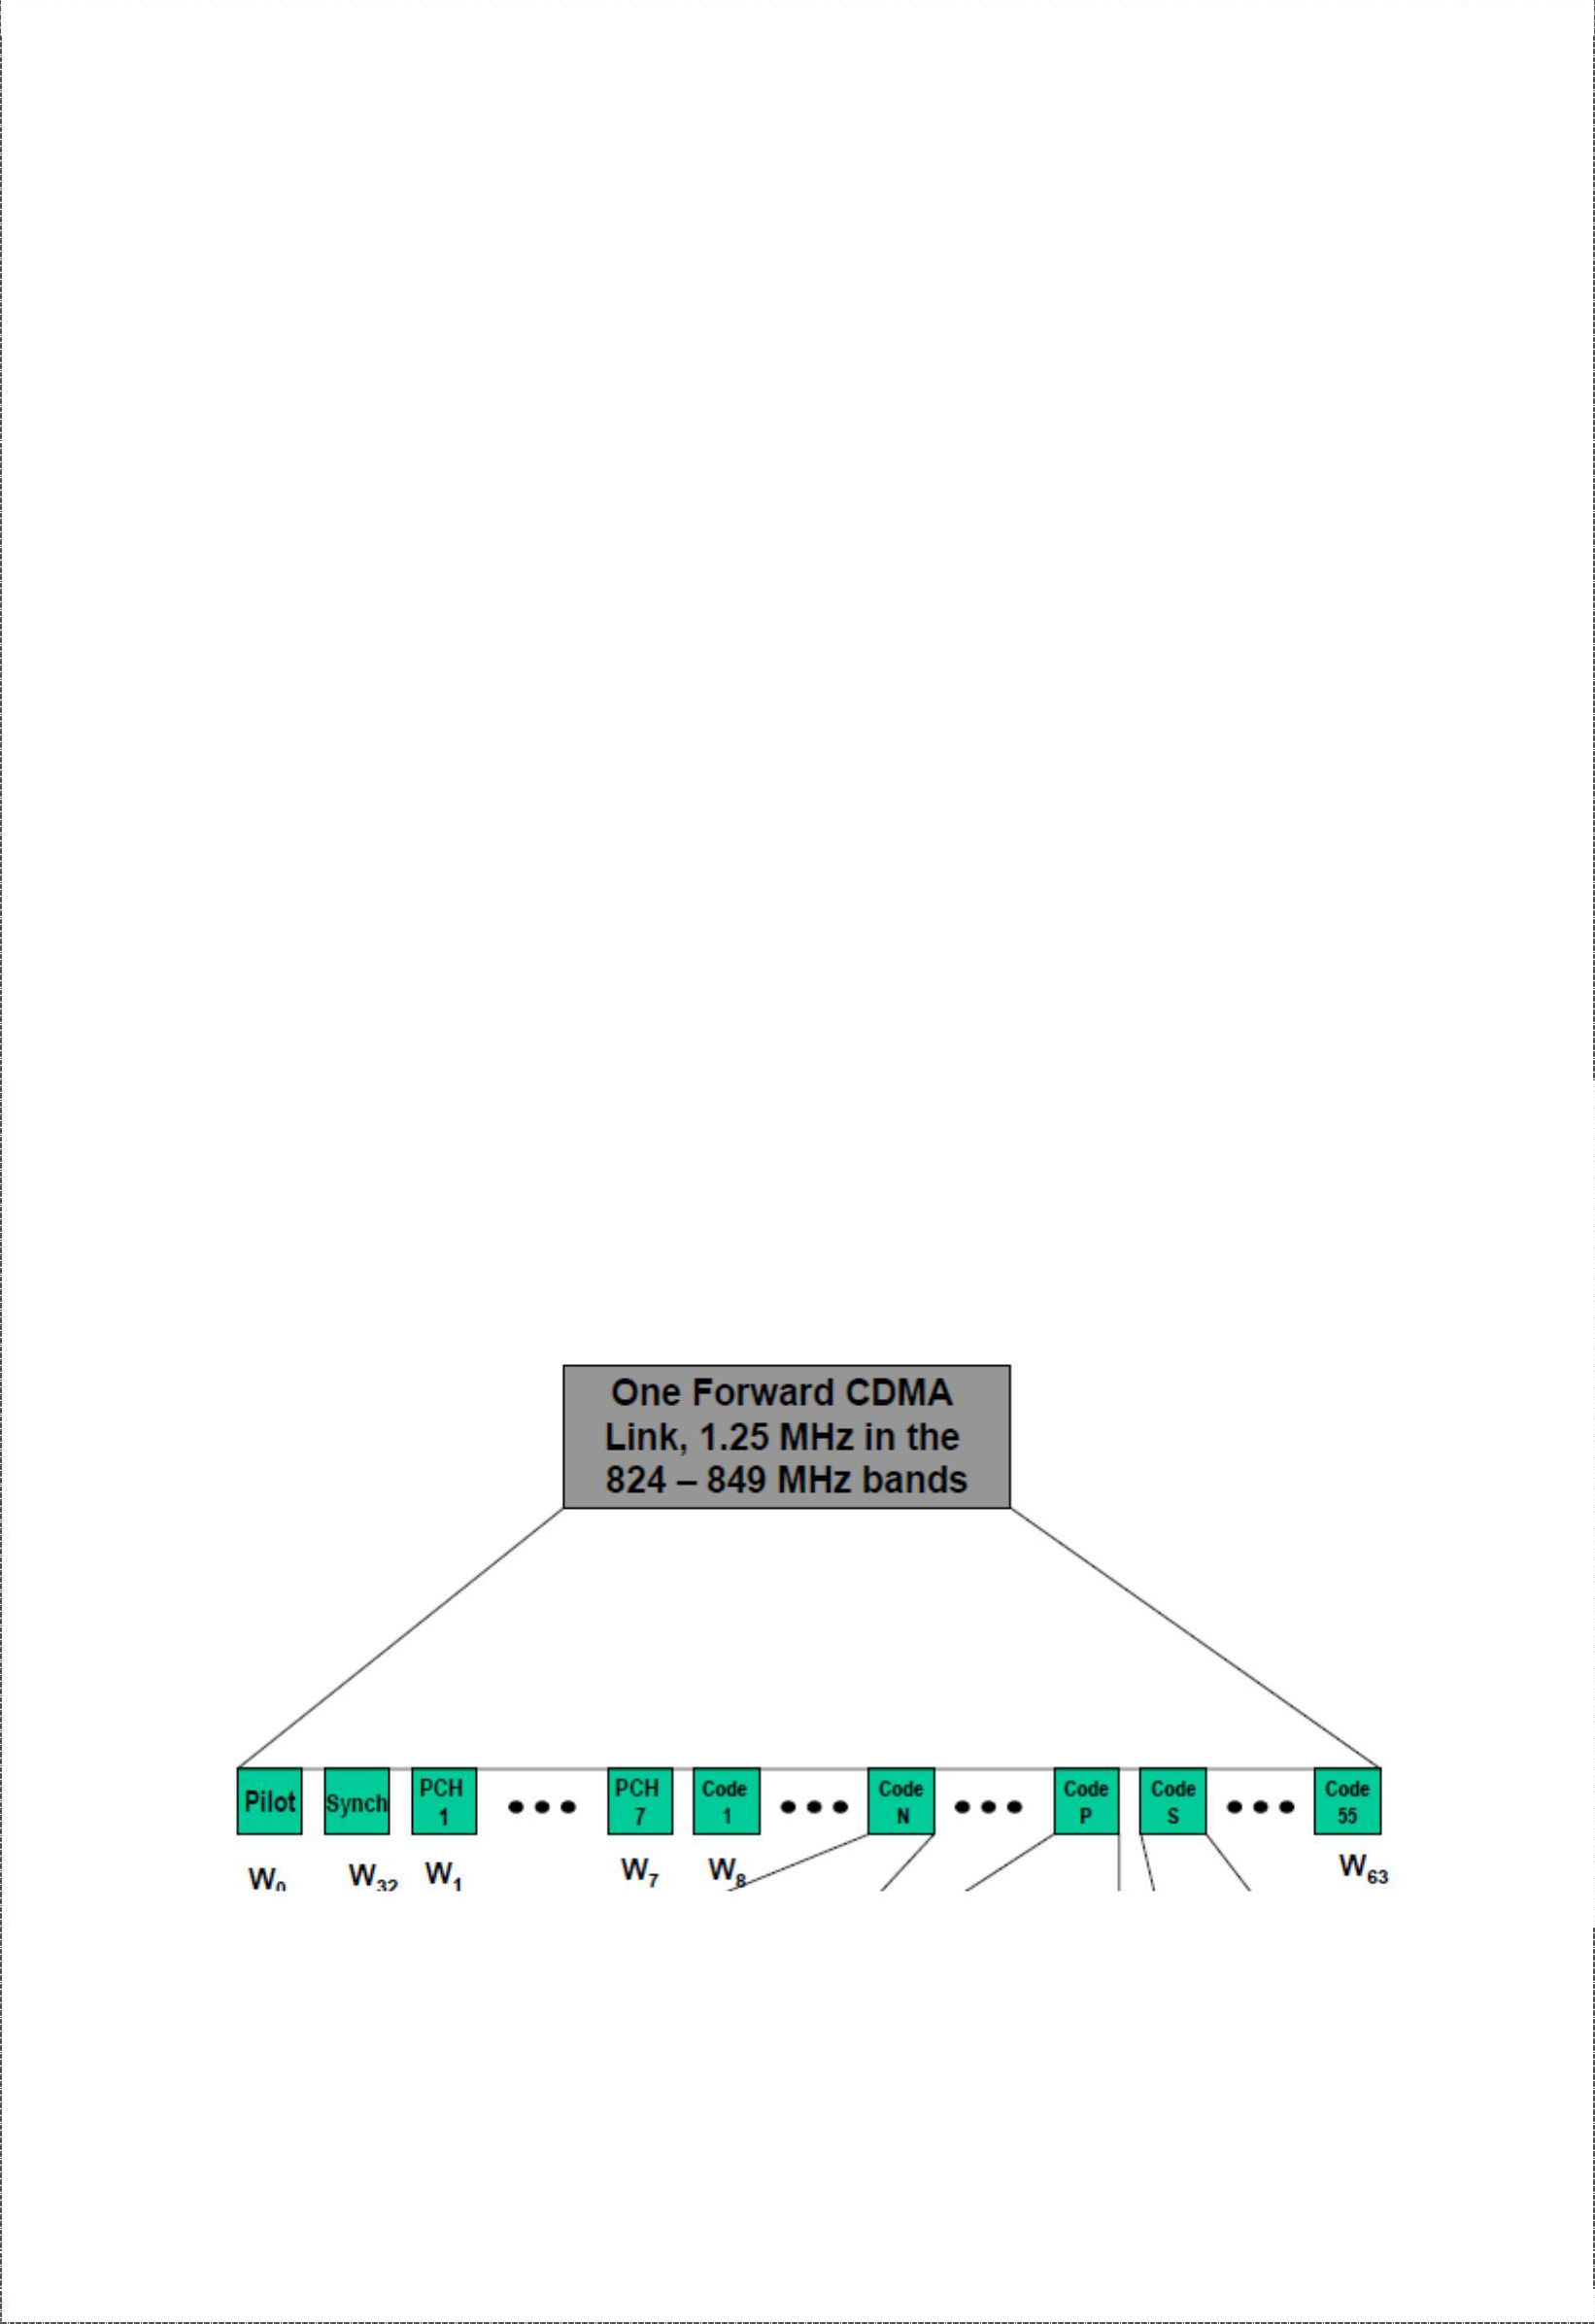 One Forward CDMA
Link, 1.25 MHz in the
824 – 849 MHz bands
Pilot
Synch
PCH
1
PCH
7
Code
1
Code
N
Code
P
Code
S
Code
55
W0
W32
W1
W7
W8
W63